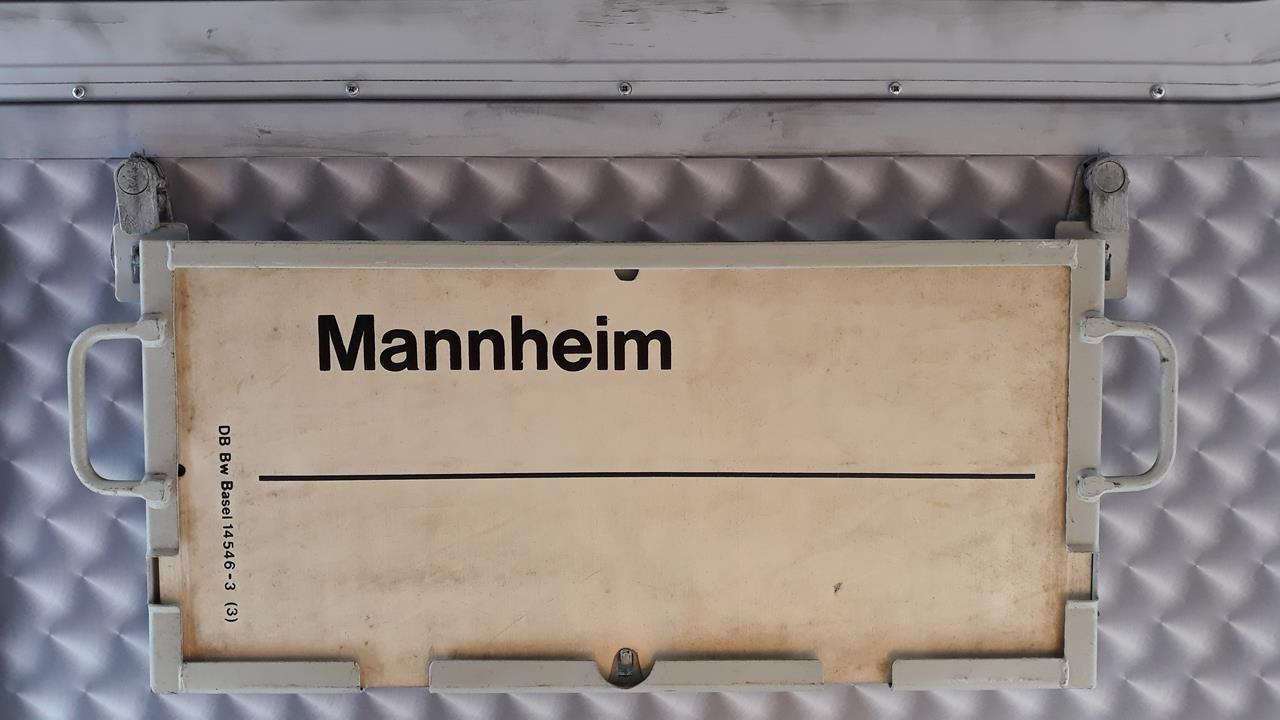 Mannheim
DB Bw Basel 14546-3 (3)